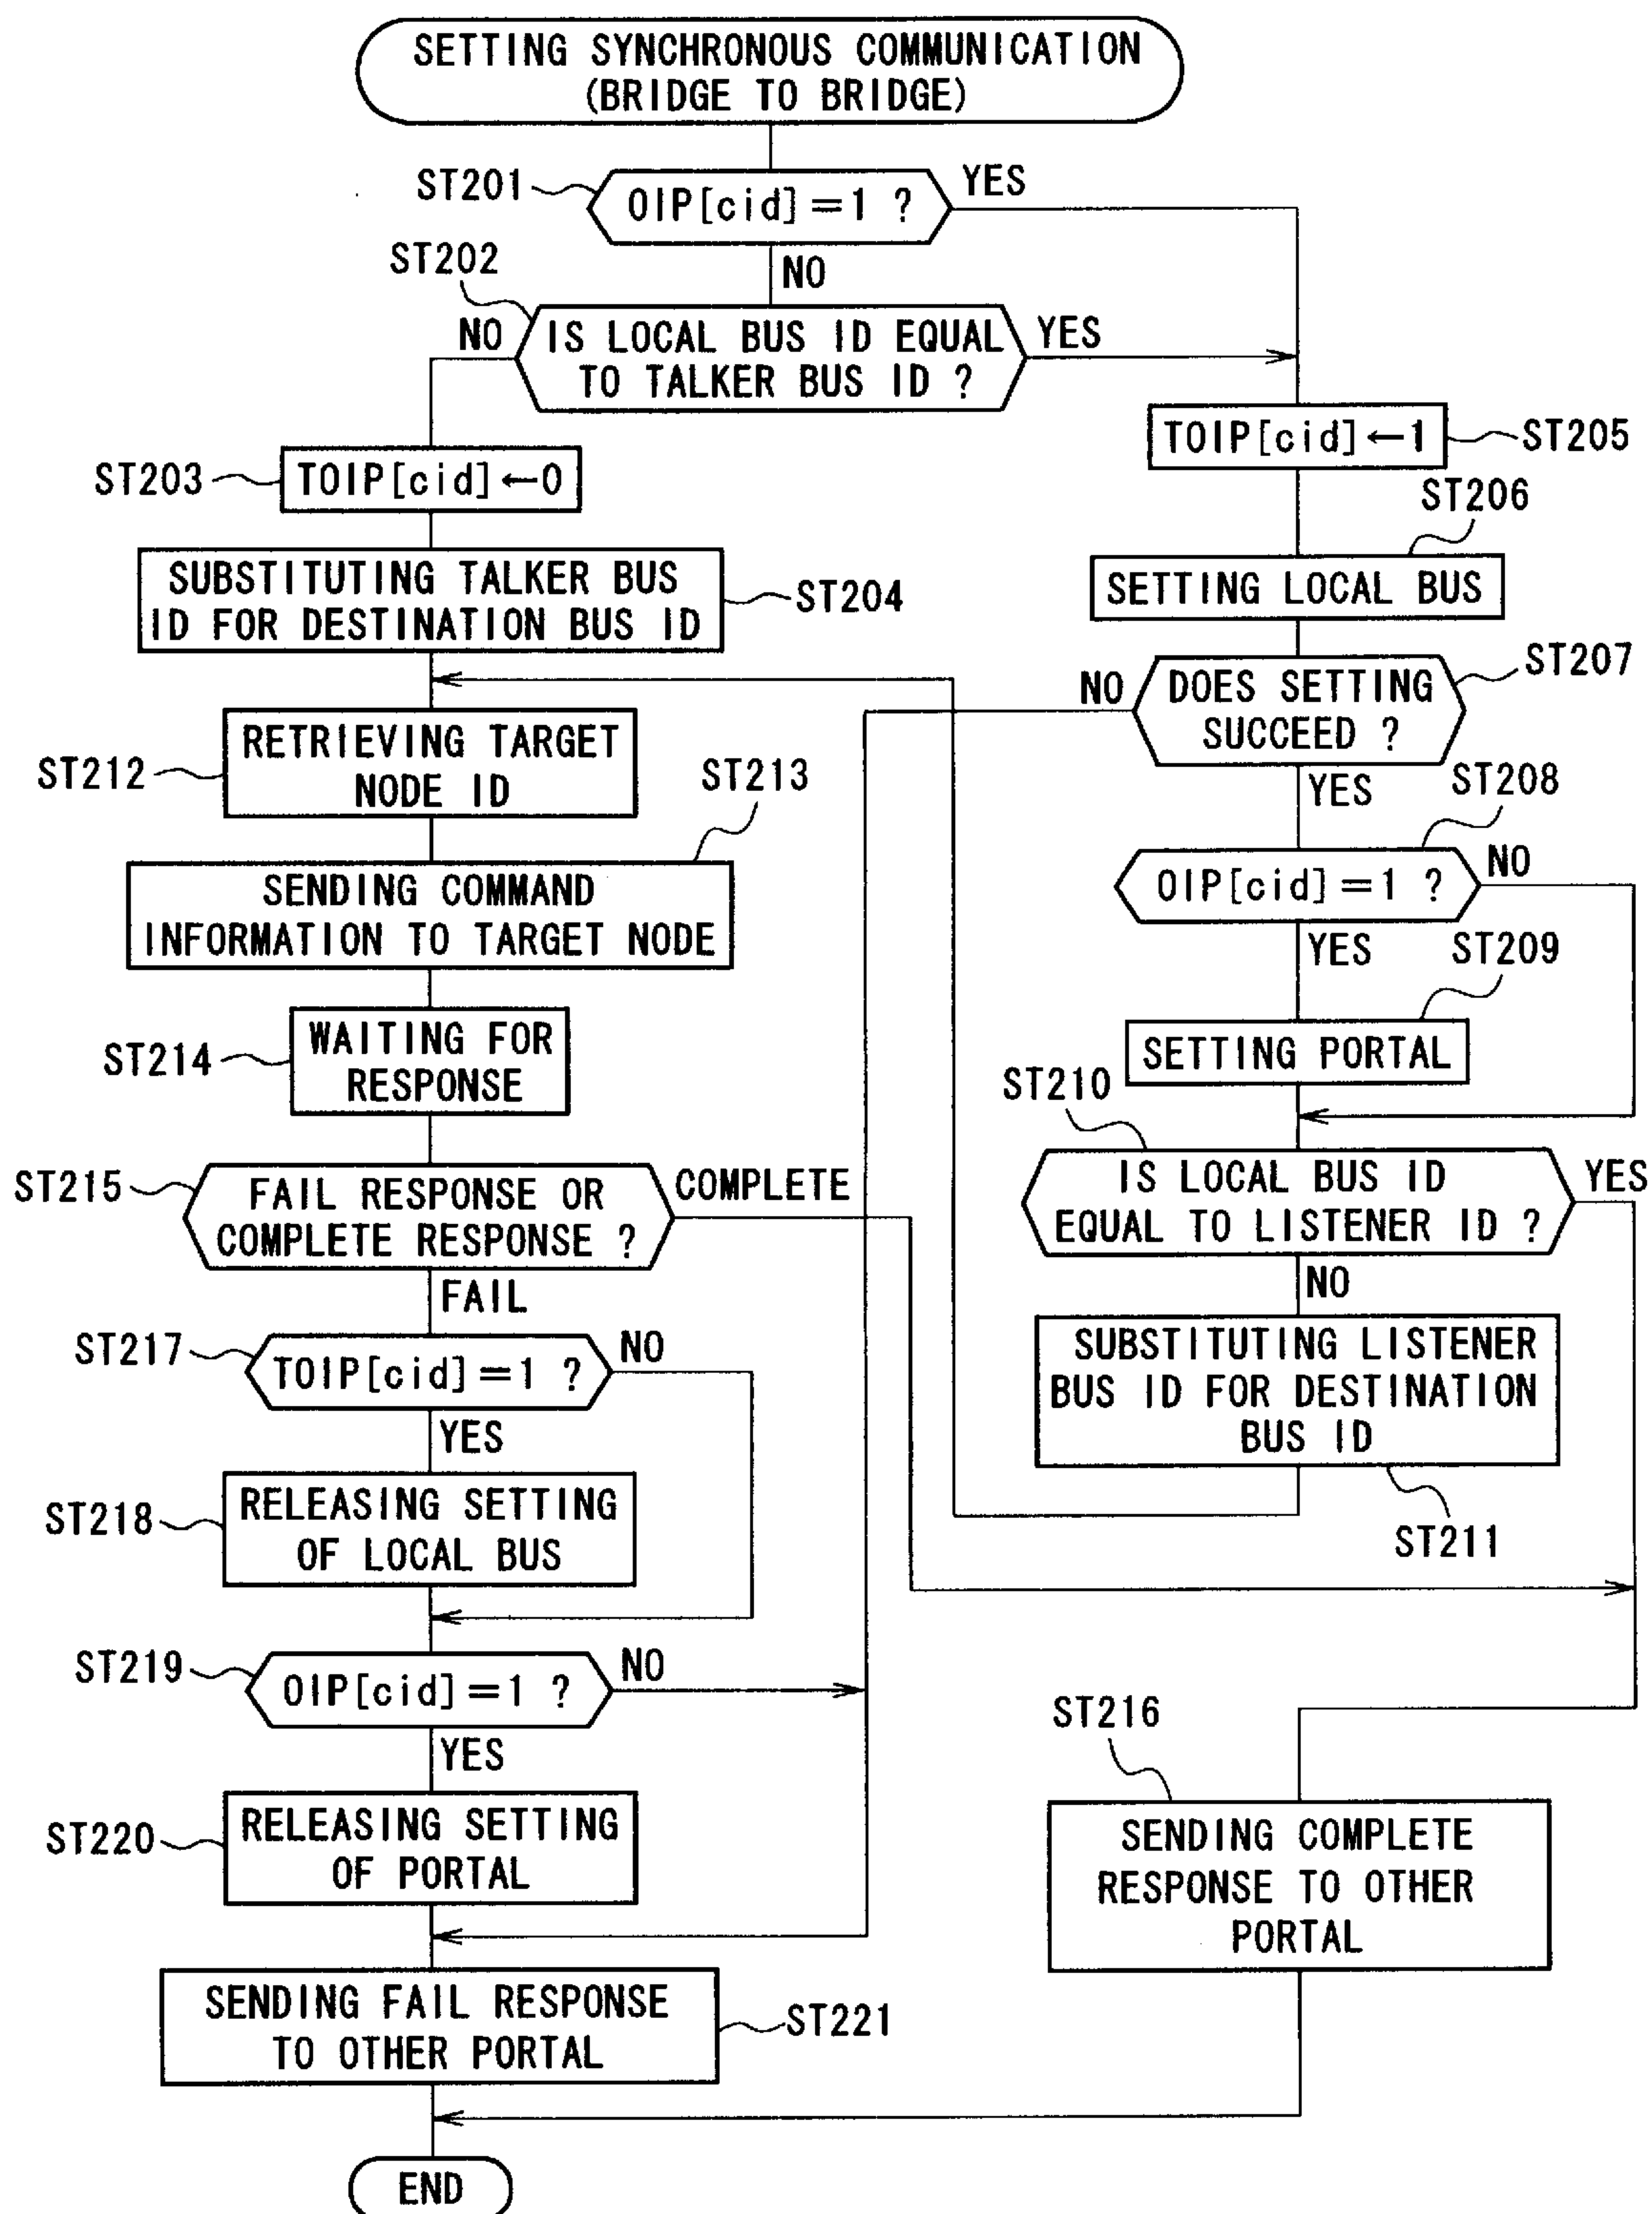 SETTING SYNCHRONOUS COMMUNICATION
(BRIDGE TO BRIDGE)
ST201
OIP[cid]=1 ?
YES
NO
ST202
NO
IS LOCAL BUS ID EQUAL
TO TALKER BUS ID ?
YES
ST203
TOIP[cid]←0
TOIP[cid]←1
ST205
SUBSTITUTING TALKER BUS
ID FOR DESTINATION BUS ID
ST204
ST206
SETTING LOCAL BUS
ST207
NO
DOES SETTING
SUCCEED ?
YES
ST212
RETRIEVING TARGET
NODE ID
ST213
SENDING COMMAND
INFORMATION TO TARGET NODE
ST208
OIP[cid]=1 ?
NO
YES
ST209
SETTING PORTAL
ST214
WAITING FOR
RESPONSE
ST210
IS LOCAL BUS ID
EQUAL TO LISTENER ID ?
YES
NO
ST215
FAIL RESPONSE OR
COMPLETE RESPONSE ?
COMPLETE
FAIL
SUBSTITUTING LISTENER
BUS ID FOR DESTINATION
BUS ID
ST211
ST217
TOIP[cid]=1 ?
NO
YES
ST218
RELEASING SETTING
OF LOCAL BUS
ST219
OIP[cid]=1 ?
NO
YES
ST220
RELEASING SETTING
OF PORTAL
ST216
SENDING COMPLETE
RESPONSE TO OTHER
PORTAL
SENDING FAIL RESPONSE
TO OTHER PORTAL
ST221
END